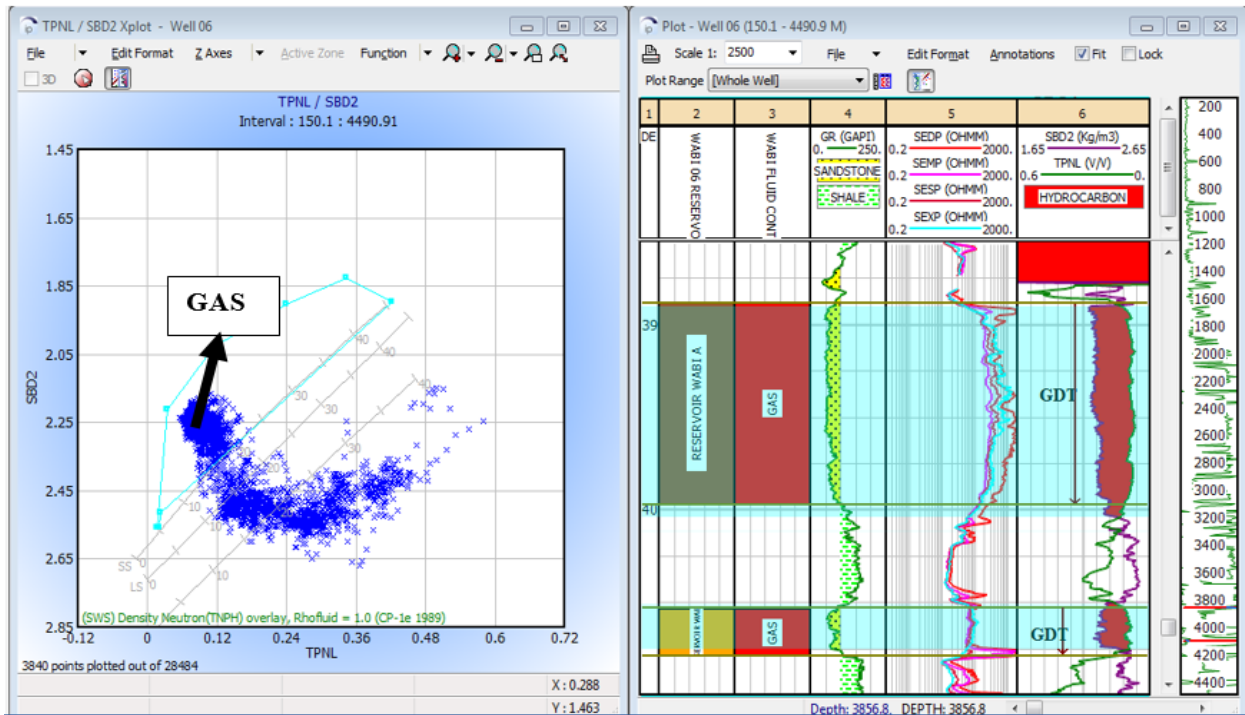 TPNL / SBD2 Xplot - Well 06
File Edit Format Z Axes Active Zone Function
3D
TPNL / SBD2
Interval : 150.1 : 4490.91
1.45
1.65
1.85
2.05
2.25
2.45
2.65
2.85
SBD2
GAS
40
40
40
30
30
30
20
20
10
10
10
0
0
SS
LS
(SWS) Density Neutron(TNPH) overlay, Rhofluid = 1.0 (CP-1e 1989)
-0.12 0 0.12 0.24 0.36 0.48 0.6 0.72
TPNL
3840 points plotted out of 28484
X : 0.288
Y : 1.463
Plot - Well 06 (150.1 - 4490.9 M)
Scale 1: 2500 File Edit Format Annotations Fit Lock
Plot Range [Whole Well]
1 2 3 4 5 6
DE
WABI 06 RESERVO
WABI FLUID CONT
GR (GAPI)
0. 250.
SANDSTONE
SHALE
SEDP (OHMM)
0.2 2000.
SEMP (OHMM)
0.2 2000.
SESP (OHMM)
0.2 2000.
SEXP (OHMM)
0.2 2000.
SBD2 (Kg/m3)
1.65 2.65
TPNL (V/V)
0.6 0.
HYDROCARBON
39
RESERVOIR WABI A
GAS
GDT
40
GAS
GDT
200
400
600
800
1000
1200
1400
1600
1800
2000
2200
2400
2600
2800
3000
3200
3400
3600
3800
4000
4200
4400
Depth: 3856.8 DEPTH: 3856.8